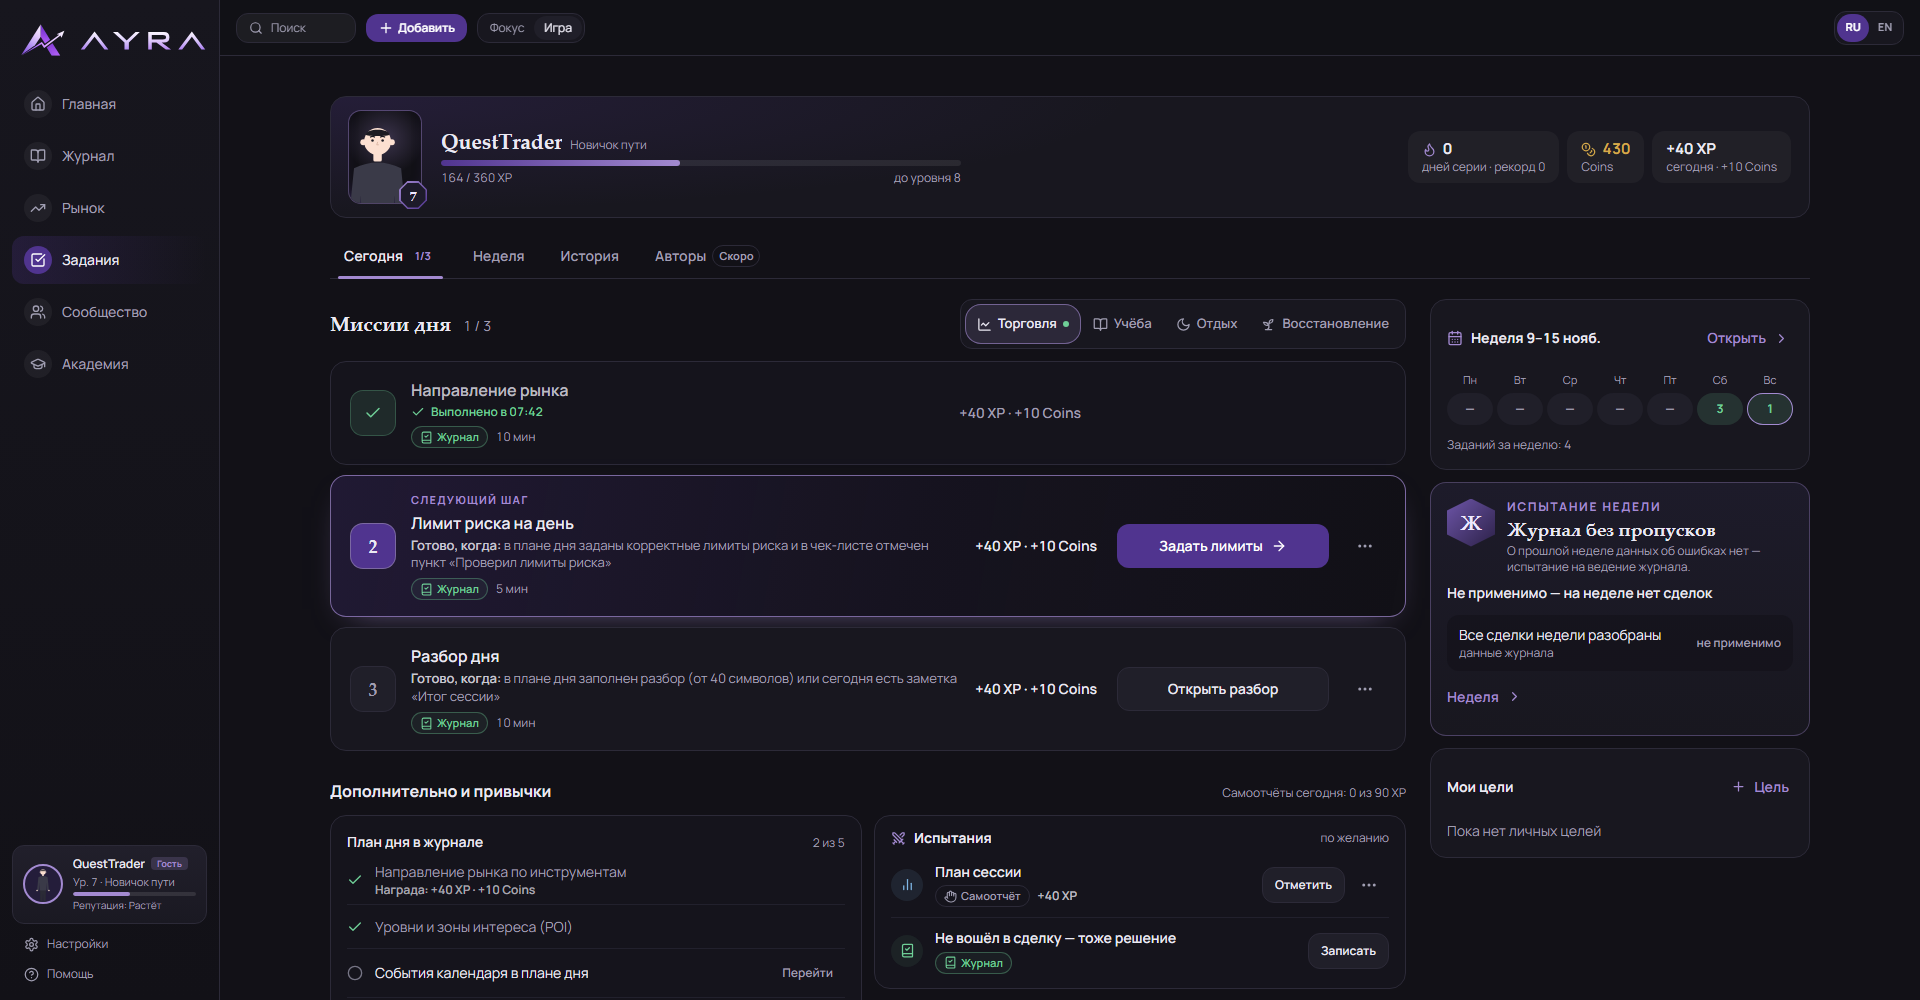 AYRA
Поиск
Добавить
Фокус
Игра
RU
EN
Главная
Журнал
Рынок
Задания
Сообщество
Академия
QuestTrader Новичок пути
164 / 360 XP
до уровня 8
7
0
дней серии · рекорд 0
430
Coins
+40 XP
сегодня · +10 Coins
Сегодня 1/3
Неделя
История
Авторы Скоро
Миссии дня 1 / 3
Торговля
Учёба
Отдых
Восстановление
Направление рынка
Выполнено в 07:42
Журнал 10 мин
+40 XP · +10 Coins
СЛЕДУЮЩИЙ ШАГ
2
Лимит риска на день
Готово, когда: в плане дня заданы корректные лимиты риска и в чек-листе отмечен
пункт «Проверил лимиты риска»
Журнал 5 мин
+40 XP · +10 Coins
Задать лимиты
3
Разбор дня
Готово, когда: в плане дня заполнен разбор (от 40 символов) или сегодня есть заметка
«Итог сессии»
Журнал 10 мин
+40 XP · +10 Coins
Открыть разбор
Дополнительно и привычки
Самоотчёты сегодня: 0 из 90 XP
План дня в журнале
2 из 5
Направление рынка по инструментам
Награда: +40 XP · +10 Coins
Уровни и зоны интереса (POI)
События календаря в плане дня
Перейти
Испытания
по желанию
План сессии
Самоотчёт +40 XP
Отметить
Не вошёл в сделку — тоже решение
Журнал
Записать
Неделя 9–15 нояб.
Открыть
Пн Вт Ср Чт Пт Сб Вс
– – – – – 3 1
Заданий за неделю: 4
Ж
ИСПЫТАНИЕ НЕДЕЛИ
Журнал без пропусков
О прошлой неделе данных об ошибках нет —
испытание на ведение журнала.
Не применимо — на неделе нет сделок
Все сделки недели разобраны
данные журнала
не применимо
Неделя
Мои цели
Цель
Пока нет личных целей
QuestTrader Гость
Ур. 7 · Новичок пути
Репутация: Растёт
Настройки
Помощь